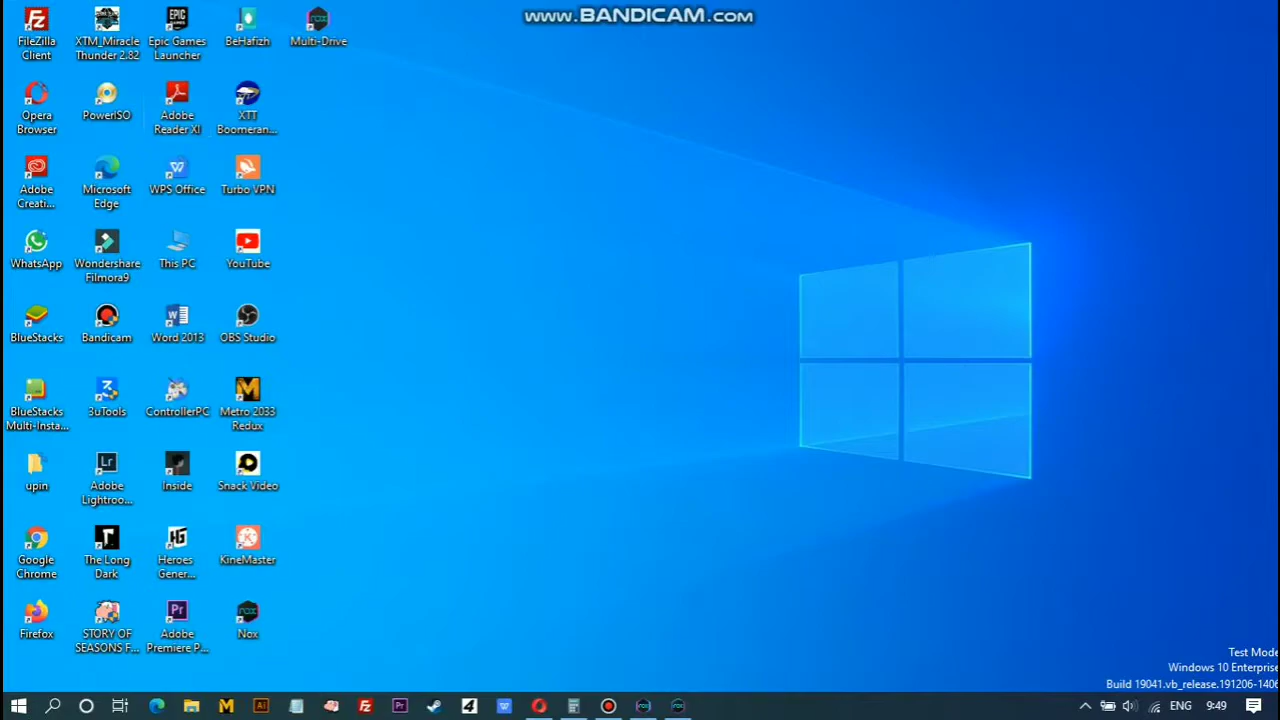 www.BANDICAM.com
FileZilla
Client
XTM_Miracle
Thunder 2.82
Epic Games
Launcher
BeHafizh
Multi-Drive
Opera
Browser
PowerISO
Adobe
Reader XI
XTT
Boomeran...
Adobe
Creati...
Microsoft
Edge
WPS Office
Turbo VPN
WhatsApp
Wondershare
Filmora9
This PC
YouTube
BlueStacks
Bandicam
Word 2013
OBS Studio
BlueStacks
Multi-Insta...
3uTools
ControllerPC
Metro 2033
Redux
upin
Adobe
Lightroo...
Inside
Snack Video
Google
Chrome
The Long
Dark
Heroes
Gener...
KineMaster
Firefox
STORY OF
SEASONS F...
Adobe
Premiere P...
Nox
Test Mode
Windows 10 Enterprise
Build 19041.vb_release.191206-1406
ENG 9:49